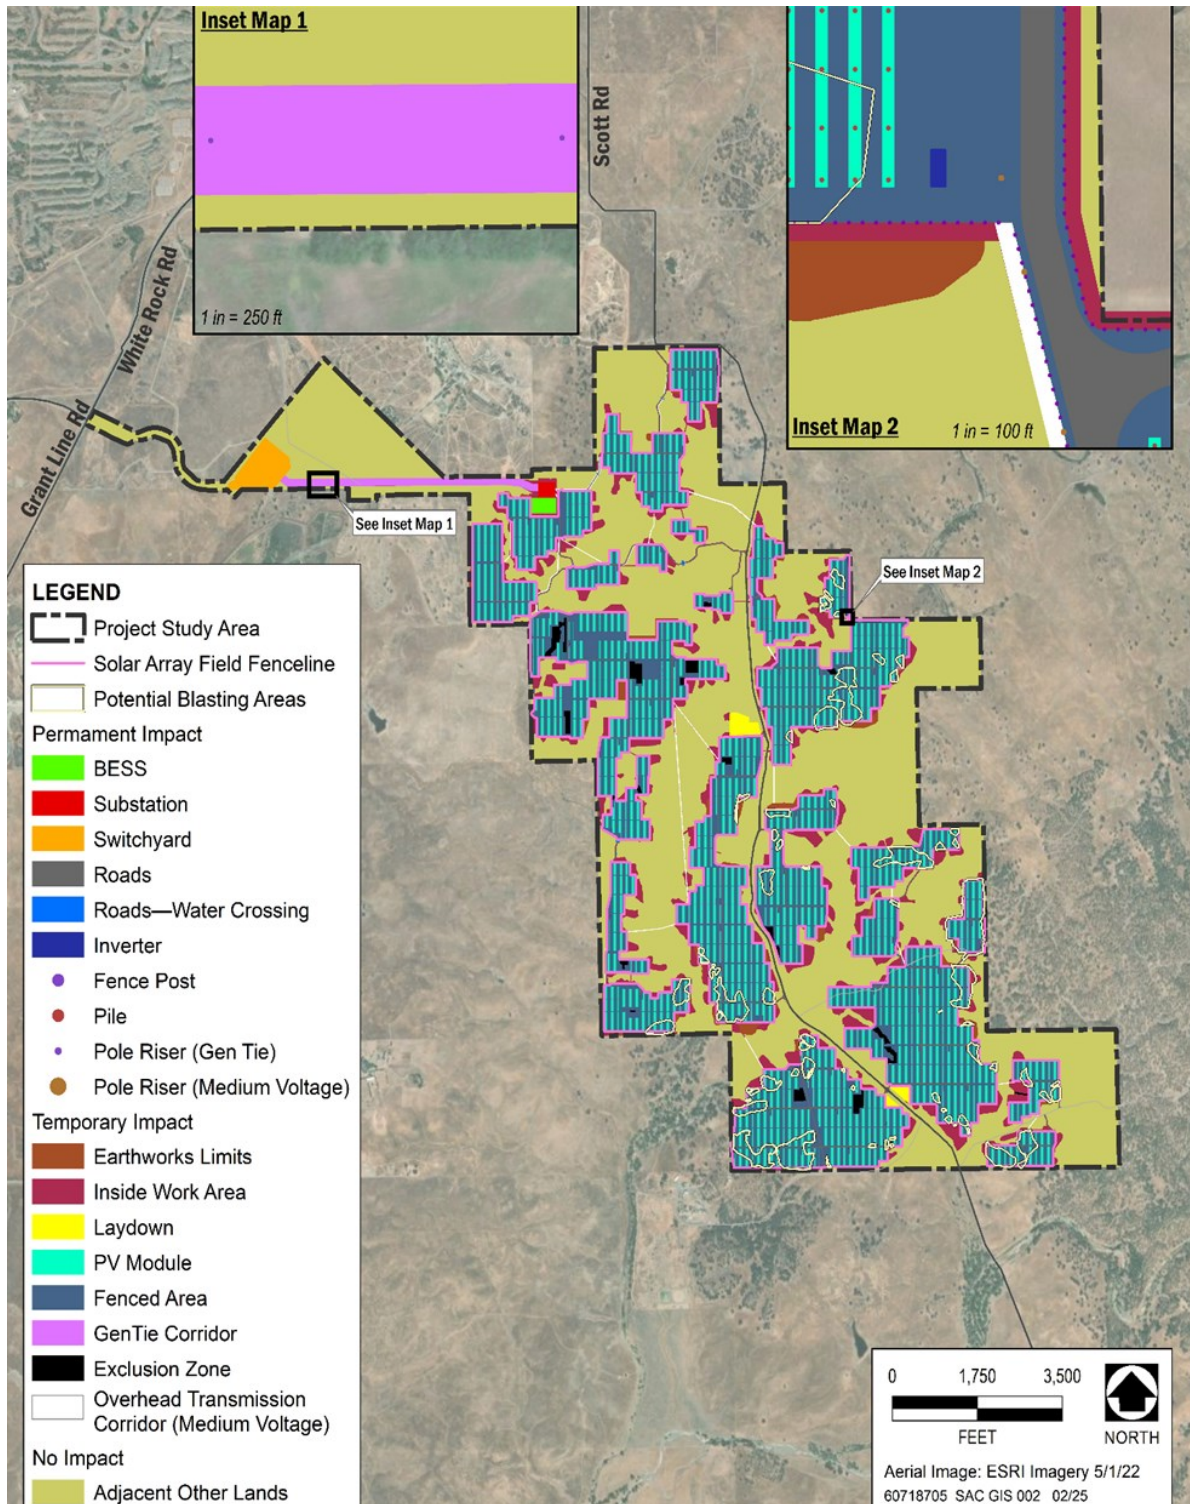 Inset Map 1
1 in = 250 ft
Scott Rd
White Rock Rd
Grant Line Rd
Inset Map 2
1 in = 100 ft
See Inset Map 1
See Inset Map 2
LEGEND
Project Study Area
Solar Array Field Fenceline
Potential Blasting Areas
Permament Impact
BESS
Substation
Switchyard
Roads
Roads—Water Crossing
Inverter
Fence Post
Pile
Pole Riser (Gen Tie)
Pole Riser (Medium Voltage)
Temporary Impact
Earthworks Limits
Inside Work Area
Laydown
PV Module
Fenced Area
GenTie Corridor
Exclusion Zone
Overhead Transmission
Corridor (Medium Voltage)
No Impact
Adjacent Other Lands
0 1,750 3,500
FEET
NORTH
Aerial Image: ESRI Imagery 5/1/22
60718705 SAC GIS 002 02/25